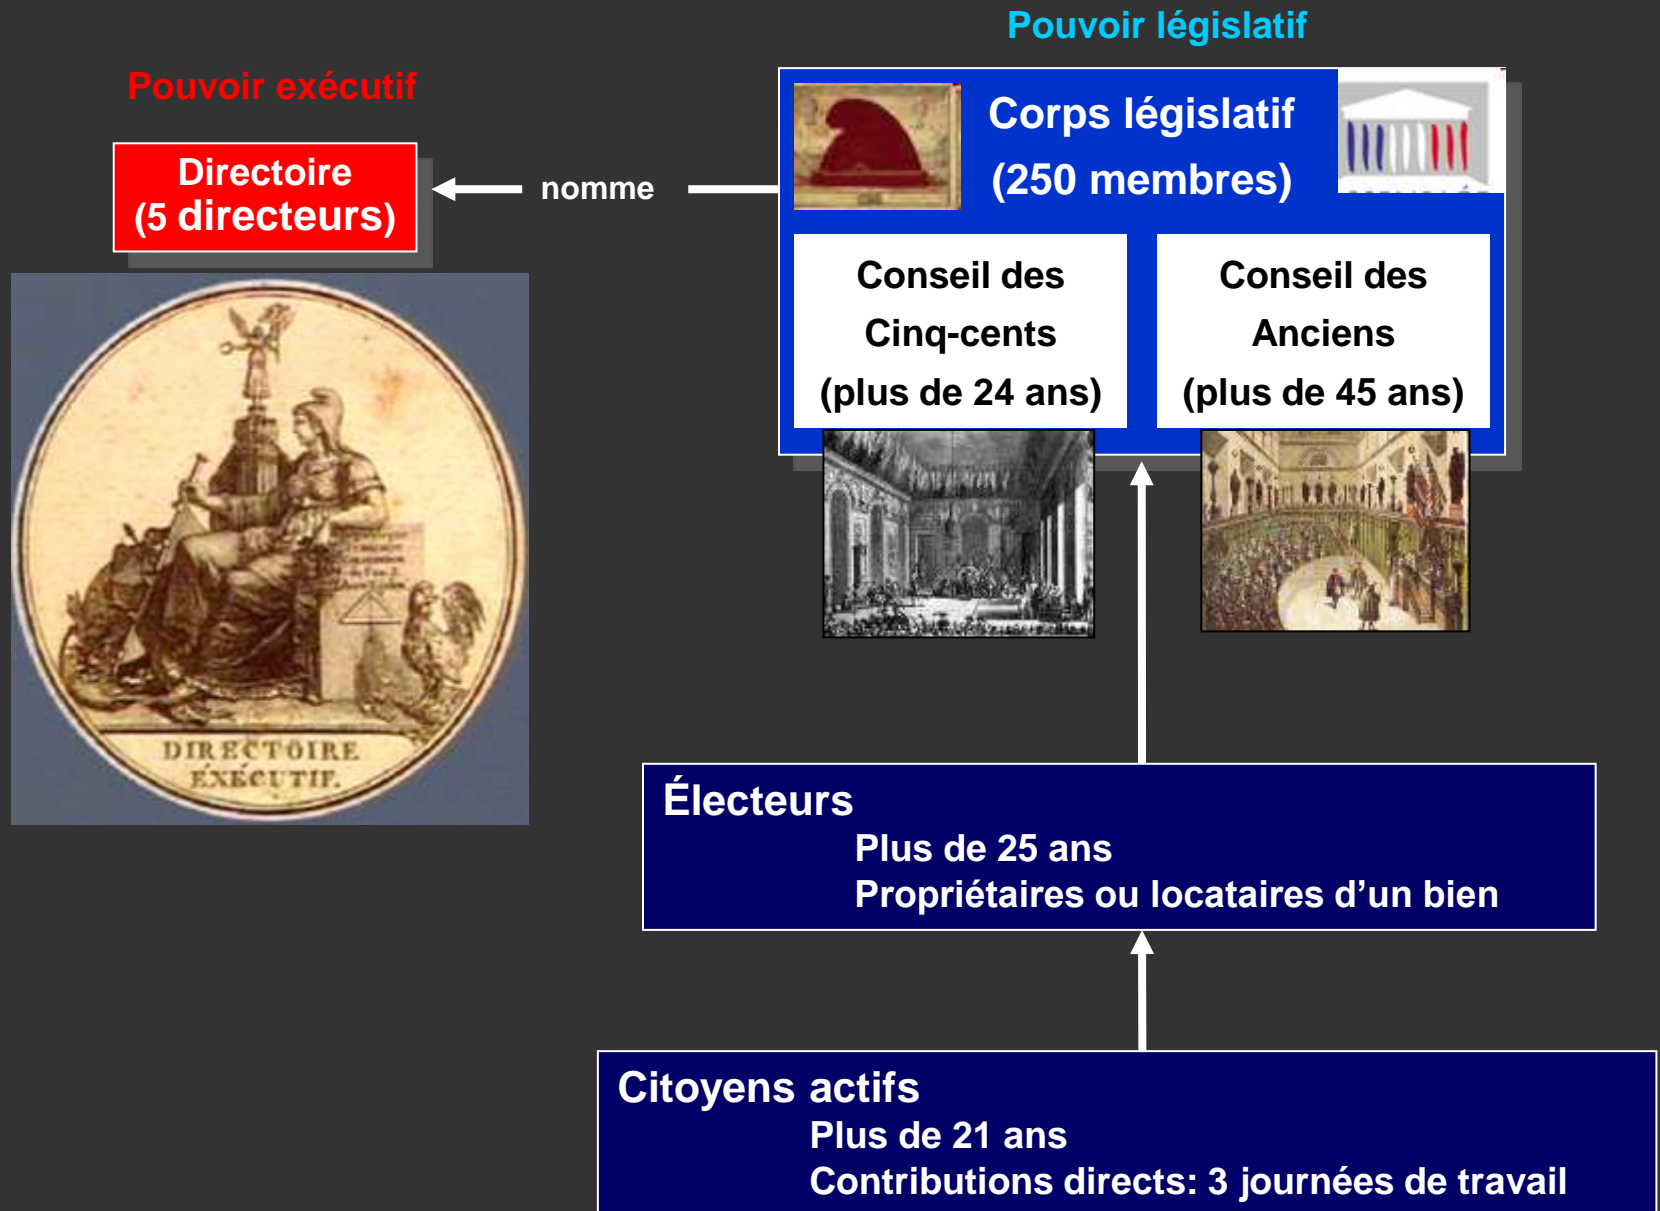 Pouvoir législatif
Pouvoir exécutif
Corps législatif
(250 membres)
Directoire
(5 directeurs)
nomme
Conseil des
Cinq-cents
(plus de 24 ans)
Conseil des
Anciens
(plus de 45 ans)
DIRECTOIRE
EXÉCUTIF.
Électeurs
Plus de 25 ans
Propriétaires ou locataires d'un bien
Citoyens actifs
Plus de 21 ans
Contributions directs: 3 journées de travail